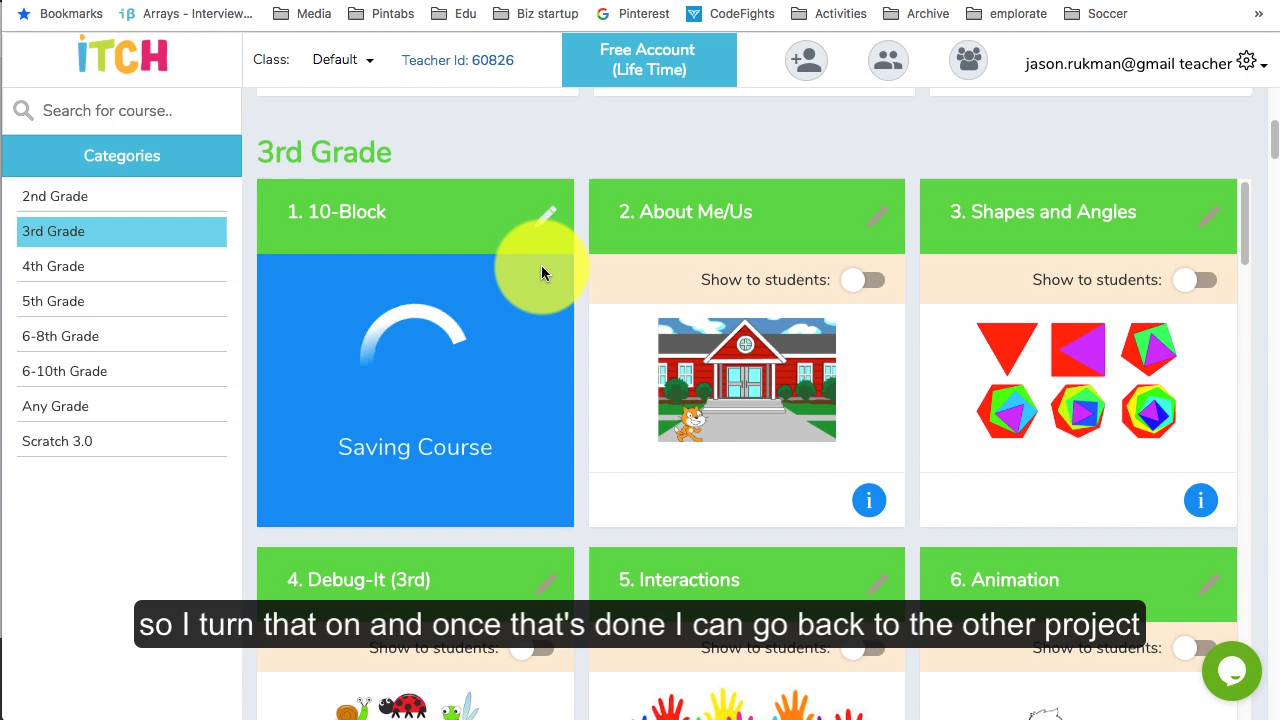 Bookmarks
Arrays - Interview...
Media
Pintabs
Edu
Biz startup
Pinterest
CodeFights
Activities
Archive
emplorate
Soccer
»
iTCH
Class:
Default
Teacher Id: 60826
Free Account
(Life Time)
jason.rukman@gmail teacher
Search for course..
Categories
2nd Grade
3rd Grade
4th Grade
5th Grade
6-8th Grade
6-10th Grade
Any Grade
Scratch 3.0
3rd Grade
1. 10-Block
2. About Me/Us
3. Shapes and Angles
Show to students:
Show to students:
Saving Course
i
i
4. Debug-It (3rd)
5. Interactions
6. Animation
so I turn that on and once that's done I can go back to the other project
Show to students:
Show to students:
Show to students: